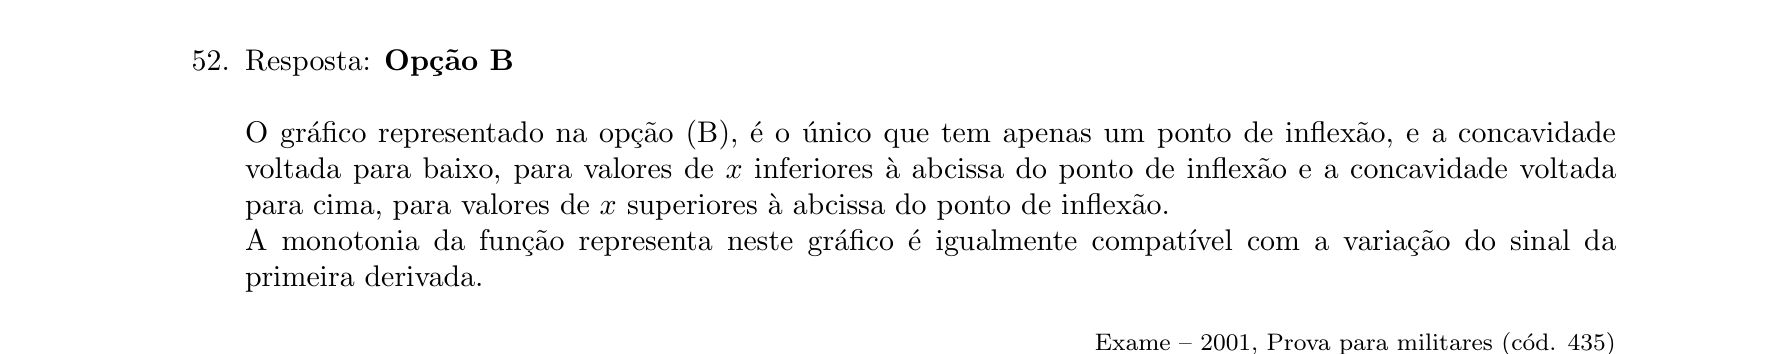 52. Resposta: Opção B
O gráfico representado na opção (B), é o único que tem apenas um ponto de inflexão, e a concavidade
voltada para baixo, para valores de x inferiores à abcissa do ponto de inflexão e a concavidade voltada
para cima, para valores de x superiores à abcissa do ponto de inflexão.
A monotonia da função representa neste gráfico é igualmente compatível com a variação do sinal da
primeira derivada.
Exame – 2001, Prova para militares (cód. 435)